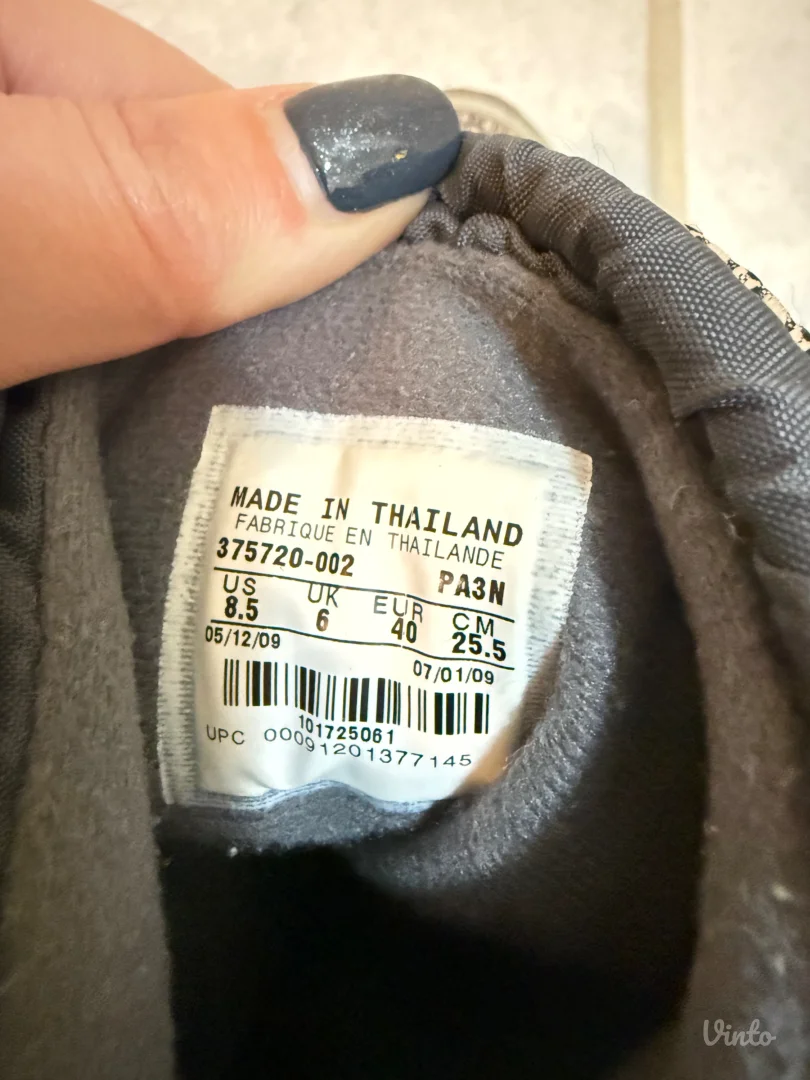 MADE IN THAILAND
FABRIQUE EN THAILANDE
375720-002 PA3N
US UK EUR CM
8.5 6 40 25.5
05/12/09 07/01/09
101725061
UPC 00091201377145
Vinto